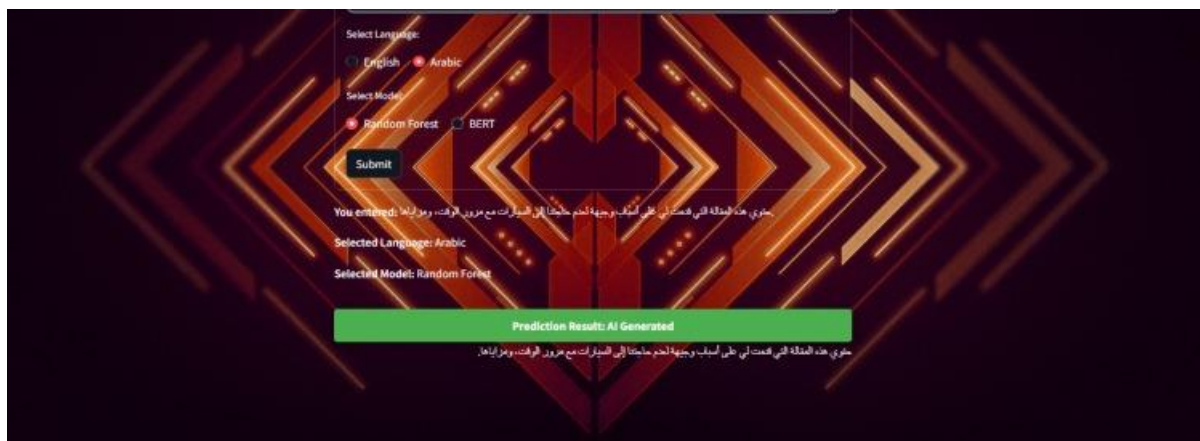 Select Language:
English Arabic
Select Model:
Random Forest BERT
Submit
You entered: حتوي هذه المقالة التي قدمت لي على أسباب وجيهة لعدم حاجتنا إلى السيارات مع مرور الوقت، ومزاياها.
Selected Language: Arabic
Selected Model: Random Forest
Prediction Result: AI Generated
حتوي هذه المقالة التي قدمت لي على أسباب وجيهة لعدم حاجتنا إلى السيارات مع مرور الوقت، ومزاياها.